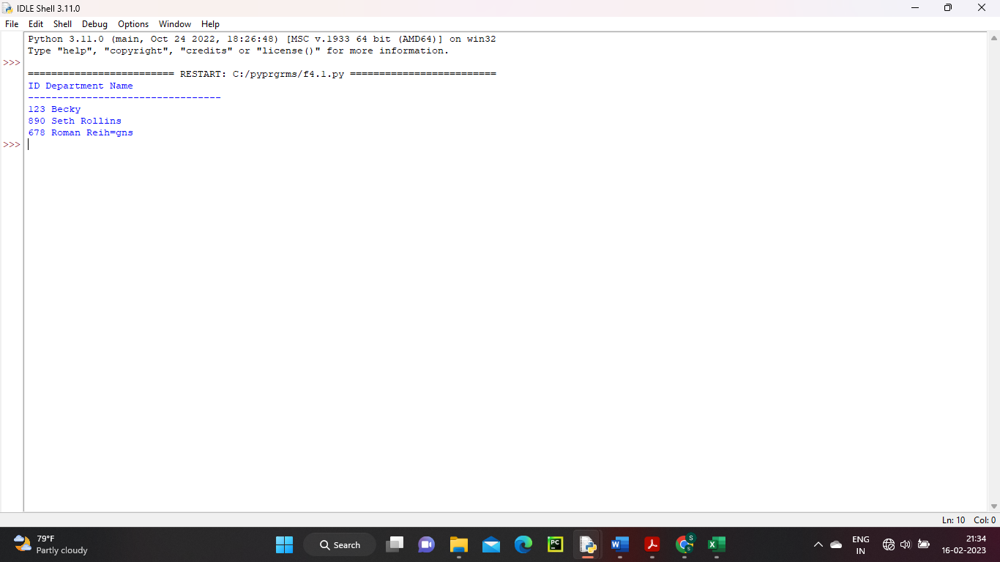 IDLE Shell 3.11.0
File Edit Shell Debug Options Window Help
Python 3.11.0 (main, Oct 24 2022, 18:26:48) [MSC v.1933 64 bit (AMD64)] on win32
Type "help", "copyright", "credits" or "license()" for more information.
>>>
========================= RESTART: C:/pyprgrms/f4.1.py =========================
ID Department Name
---------------------------------
123 Becky
890 Seth Rollins
678 Roman Reih=gns
>>>
Ln: 10 Col: 0
79°F
Partly cloudy
Search
PC
W
S
S
X
ENG
IN
21:34
16-02-2023